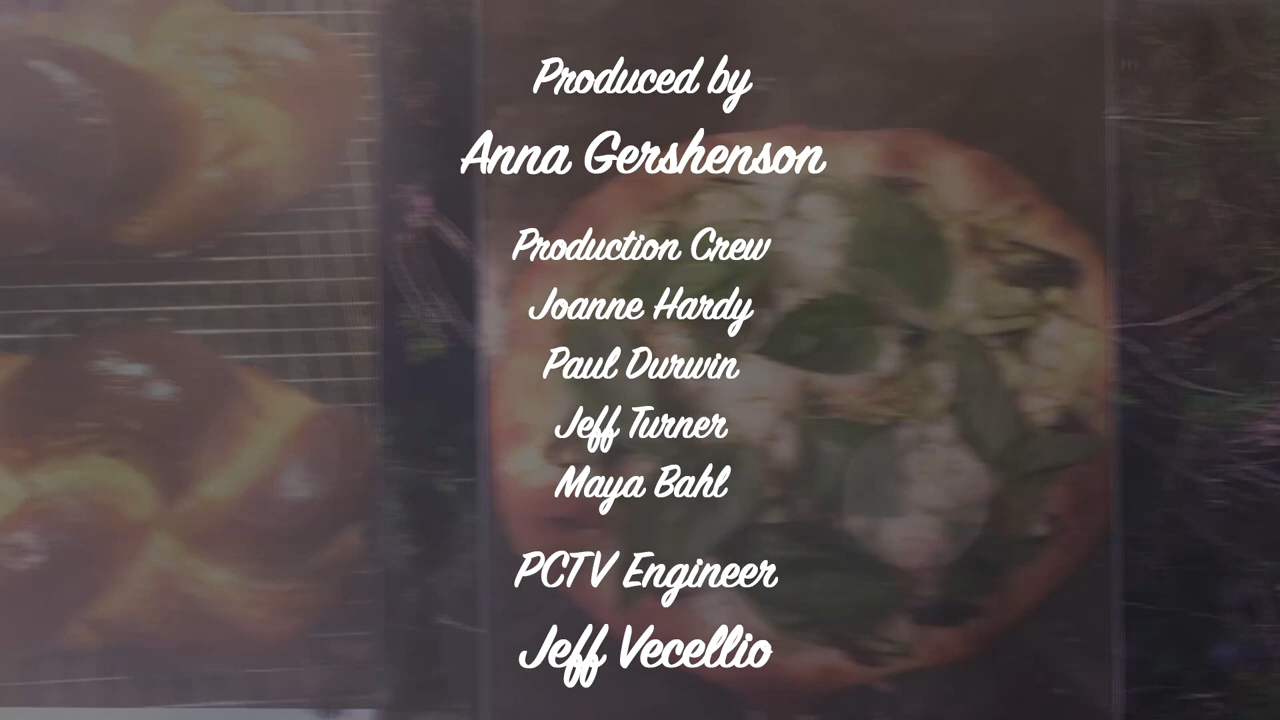 Produced by
Anna Gershenson
Production Crew
Joanne Hardy
Paul Durwin
Jeff Turner
Maya Bahl
PCTV Engineer
Jeff Vecellio